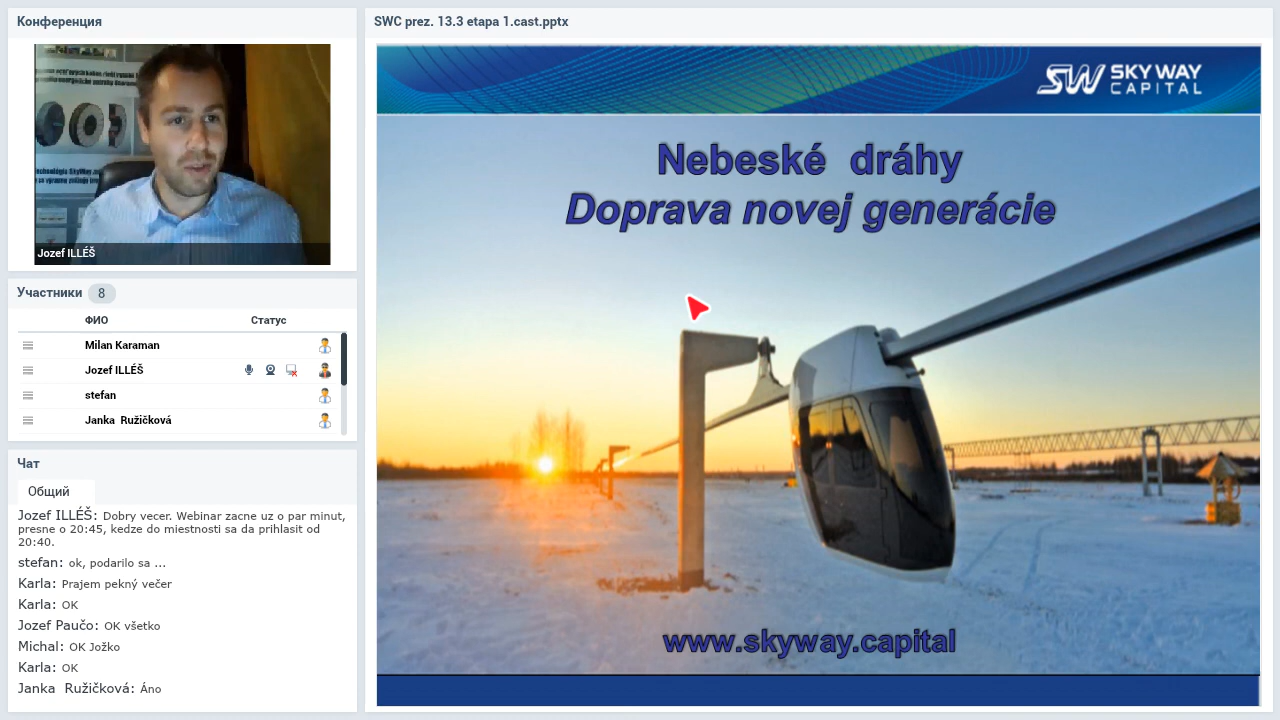 Конференция
Jozef ILLÉŠ
Участники 8
ФИО Статус
Milan Karaman
Jozef ILLÉŠ
stefan
Janka Ružičková
Чат
Общий
Jozef ILLÉŠ: Dobry vecer. Webinar zacne uz o par minut,
presne o 20:45, kedze do miestnosti sa da prihlasit od
20:40.
stefan: ok, podarilo sa ...
Karla: Prajem pekný večer
Karla: OK
Jozef Paučo: OK všetko
Michal: OK Jožko
Karla: OK
Janka Ružičková: Áno
SWC prez. 13.3 etapa 1.cast.pptx
SW SKY WAY
CAPITAL
Nebeské dráhy
Doprava novej generácie
www.skyway.capital